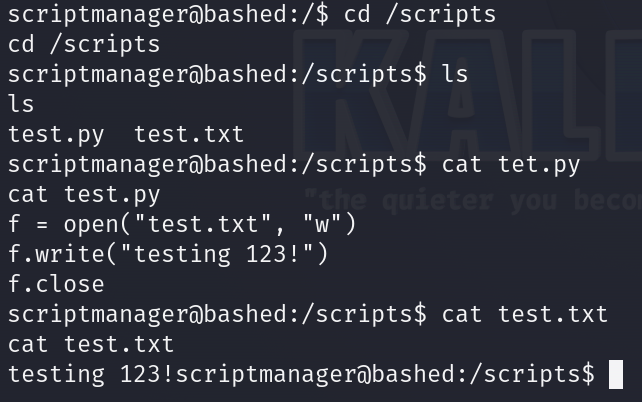 scriptmanager@bashed:/$ cd /scripts
cd /scripts
scriptmanager@bashed:/scripts$ ls
ls
test.py  test.txt
scriptmanager@bashed:/scripts$ cat tet.py
cat test.py
f = open("test.txt", "w")
f.write("testing 123!")
f.close
scriptmanager@bashed:/scripts$ cat test.txt
cat test.txt
testing 123!scriptmanager@bashed:/scripts$
KALI
"the quieter you becom